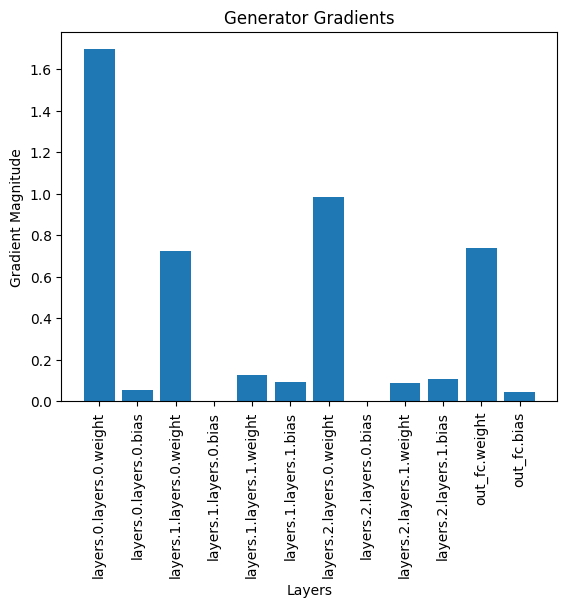 Generator Gradients
Gradient Magnitude
1.6
1.4
1.2
1.0
0.8
0.6
0.4
0.2
0.0
layers.0.layers.0.weight
layers.0.layers.0.bias
layers.1.layers.0.weight
layers.1.layers.0.bias
layers.1.layers.1.weight
layers.1.layers.1.bias
layers.2.layers.0.weight
layers.2.layers.0.bias
layers.2.layers.1.weight
layers.2.layers.1.bias
out_fc.weight
out_fc.bias
Layers